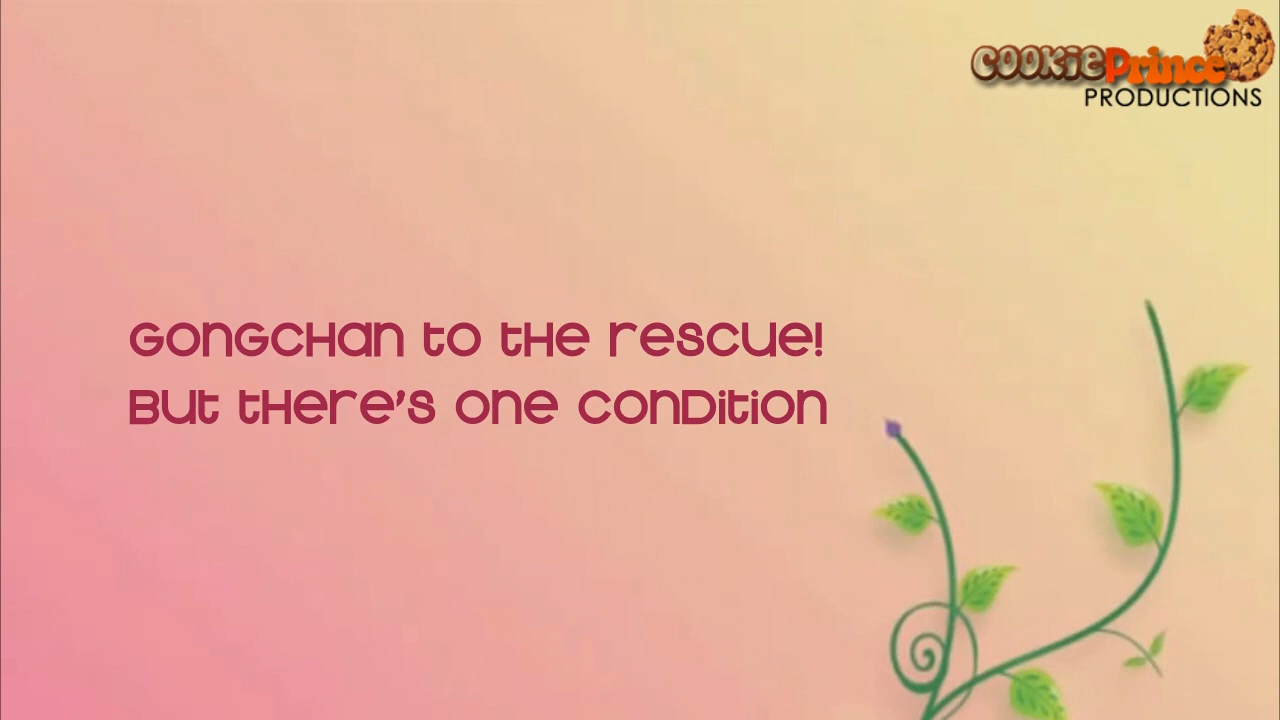 COOKiEPrince
PRODUCTIONS
GonGCHan to tHe rescue!
But tHere's one conDition